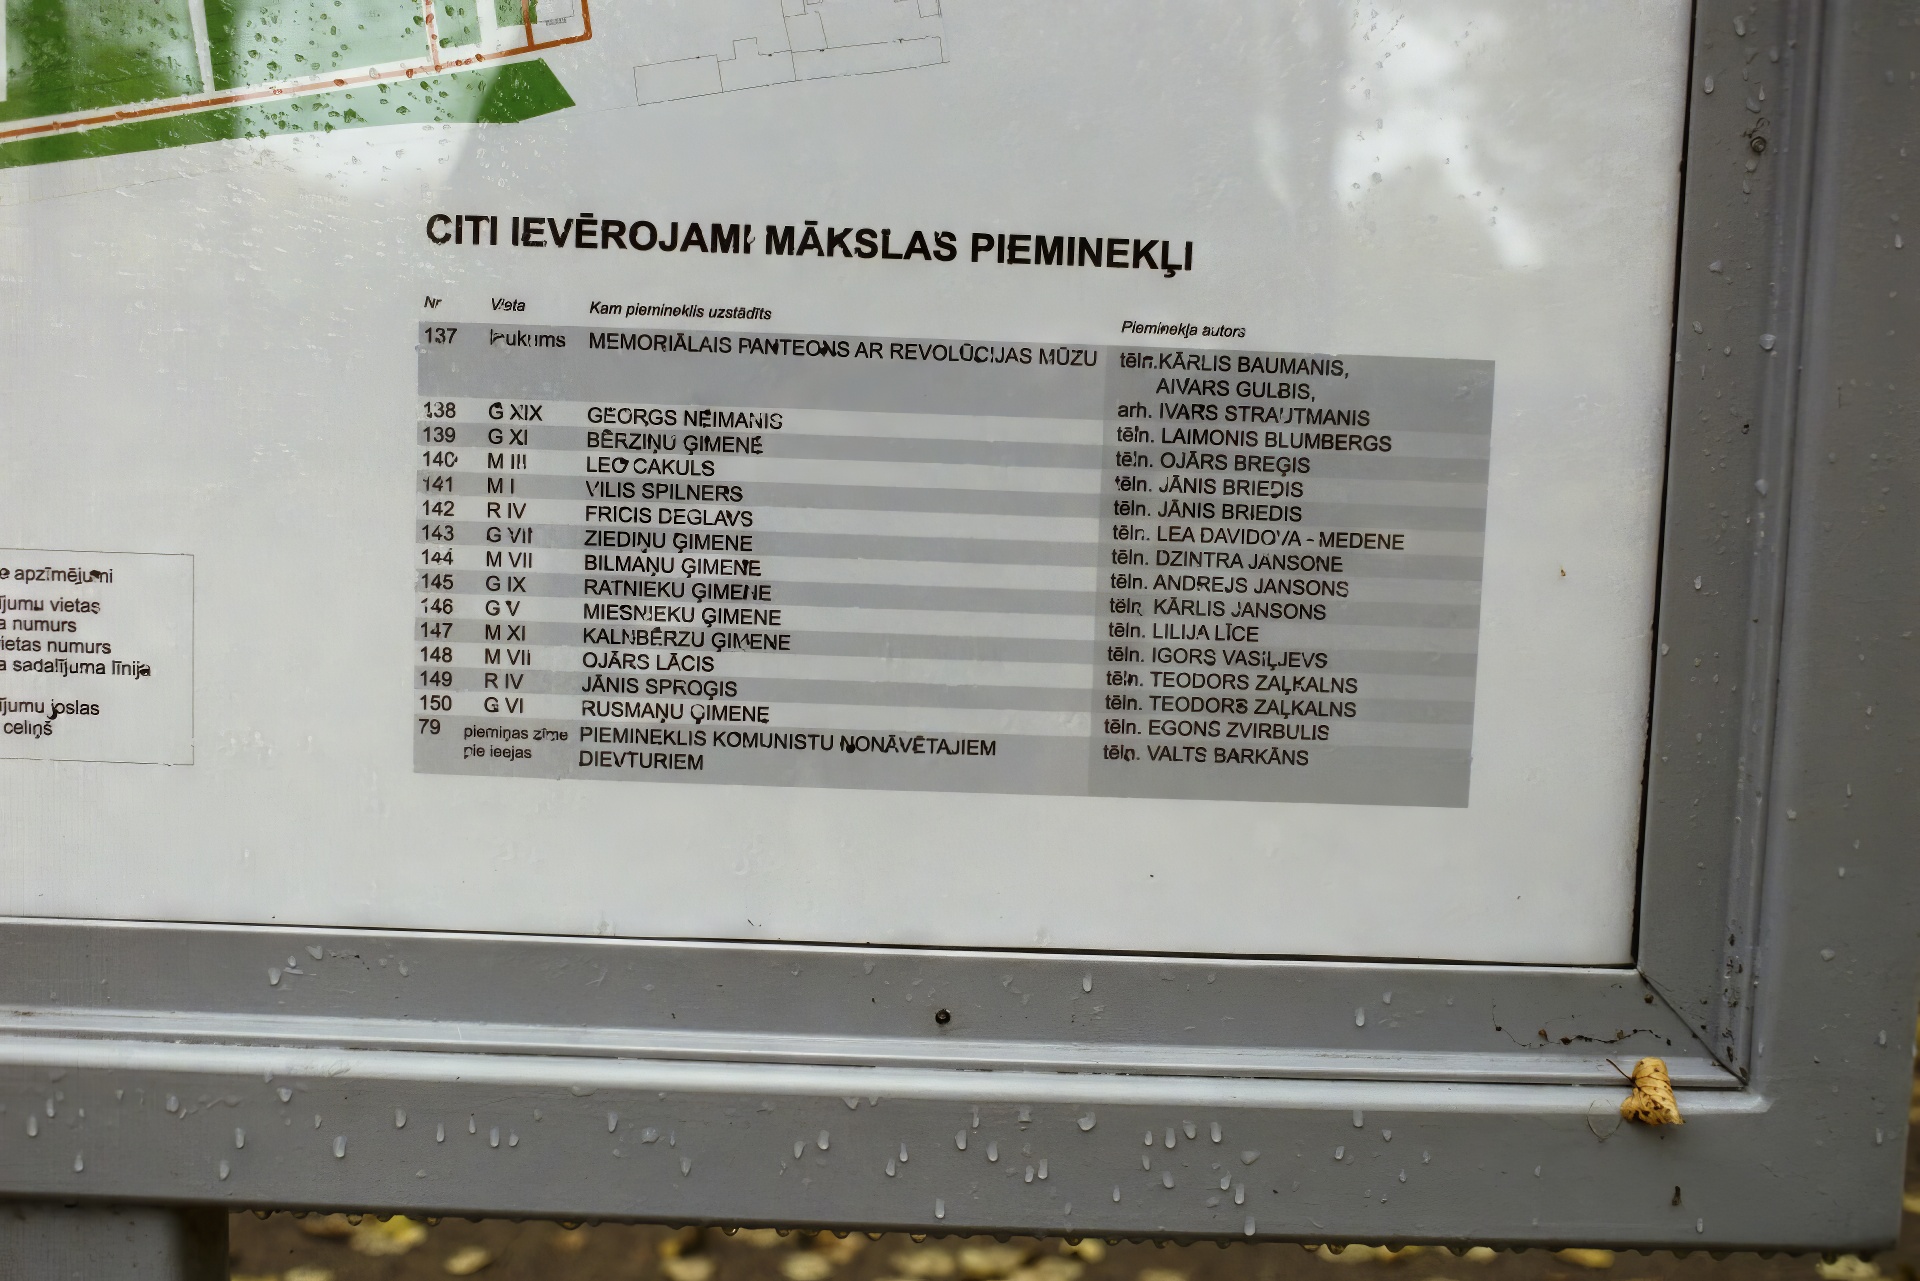 CITI IEVĒROJAMI MĀKSLAS PIEMINEKĻI
Nr Vieta Kam piemineklis uzstādīts Pieminekļa autors
137 laukums MEMORIĀLAIS PANTEONS AR REVOLŪCIJAS MŪZU tēln. KĀRLIS BAUMANIS,
AIVARS GULBIS,
arh. IVARS STRAUTMANIS
138 G XIX GEORGS NEIMANIS tēln. LAIMONIS BLUMBERGS
139 G XI BĒRZIŅU ĢIMENE tēln. OJĀRS BREĢIS
140 M III LEO CAKULS tēln. JĀNIS BRIEDIS
141 M I VILIS SPILNERS tēln. JĀNIS BRIEDIS
142 R IV FRICIS DEGLAVS tēln. LEA DAVIDOVA - MEDENE
143 G VII ZIEDIŅU ĢIMENE tēln. DZINTRA JANSONE
144 M VII BILMAŅU ĢIMENE tēln. ANDREJS JANSONS
145 G IX RATNIEKU ĢIMENE tēln. KĀRLIS JANSONS
146 G V MIESNIEKU ĢIMENE tēln. LILIJA LĪCE
147 M XI KALNBĒRZU ĢIMENE tēln. IGORS VASIĻJEVS
148 M VII OJĀRS LĀCIS tēln. TEODORS ZAĻKALNS
149 R IV JĀNIS SPROĢIS tēln. TEODORS ZAĻKALNS
150 G VI RUSMAŅU ĢIMENE tēln. EGONS ZVIRBULIS
79 piemiņas zīme PIEMINEKLIS KOMUNISTU NONĀVĒTAJIEM tēln. VALTS BARKĀNS
pie ieejas DIEVTURIEM
e apzīmējumi
ījumu vietas
a numurs
ietas numurs
a sadalījuma līnija
ījumu joslas
celiņš